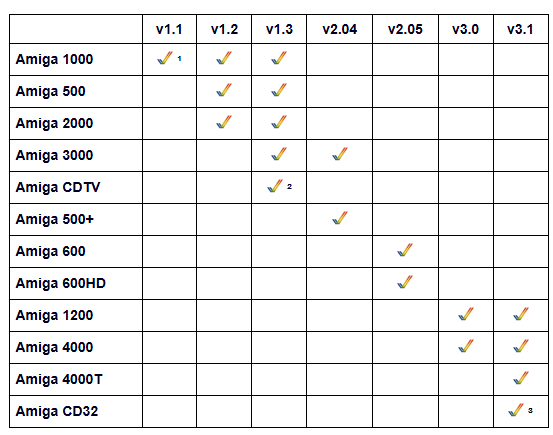 v1.1 v1.2 v1.3 v2.04 v2.05 v3.0 v3.1
Amiga 1000 ✓ 1 ✓ ✓
Amiga 500 ✓ ✓
Amiga 2000 ✓ ✓
Amiga 3000 ✓ ✓
Amiga CDTV ✓ 2
Amiga 500+ ✓
Amiga 600 ✓
Amiga 600HD ✓
Amiga 1200 ✓ ✓
Amiga 4000 ✓ ✓
Amiga 4000T ✓
Amiga CD32 ✓ 3